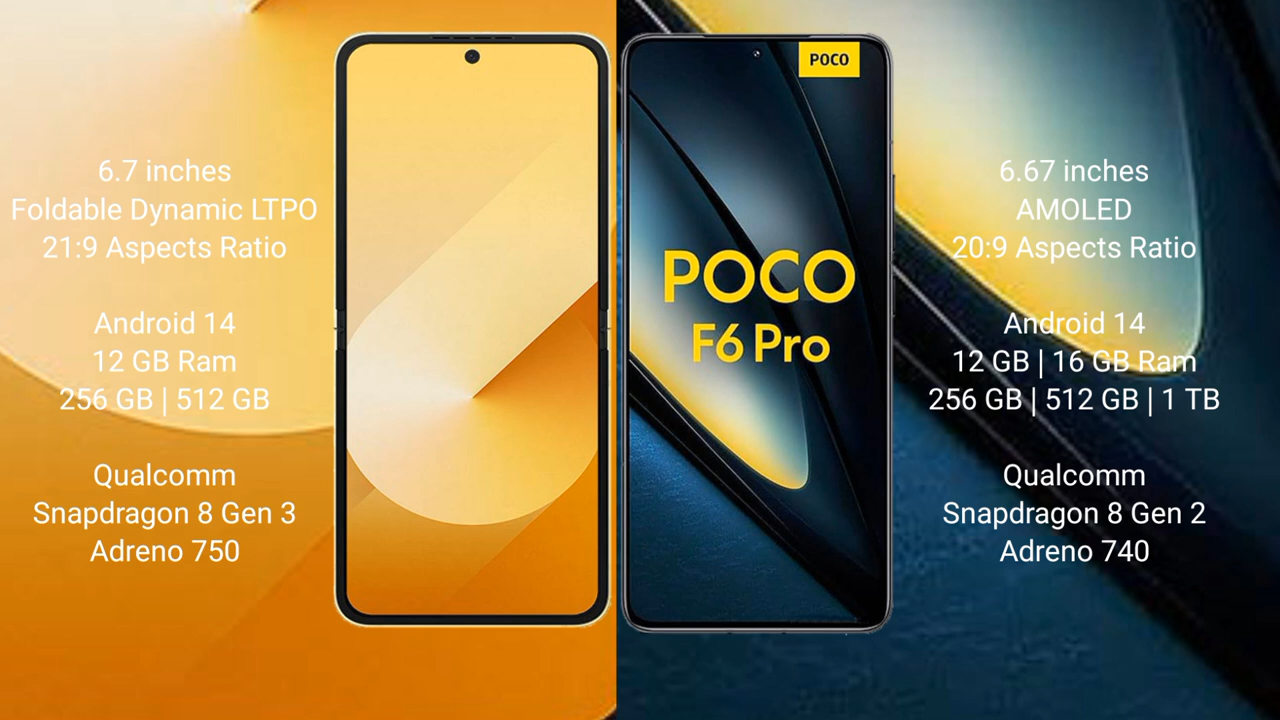 6.7 inches
Foldable Dynamic LTPO
21:9 Aspects Ratio
Android 14
12 GB Ram
256 GB | 512 GB
Qualcomm
Snapdragon 8 Gen 3
Adreno 750
POCO
POCO
F6 Pro
6.67 inches
AMOLED
20:9 Aspects Ratio
Android 14
12 GB | 16 GB Ram
256 GB | 512 GB | 1 TB
Qualcomm
Snapdragon 8 Gen 2
Adreno 740